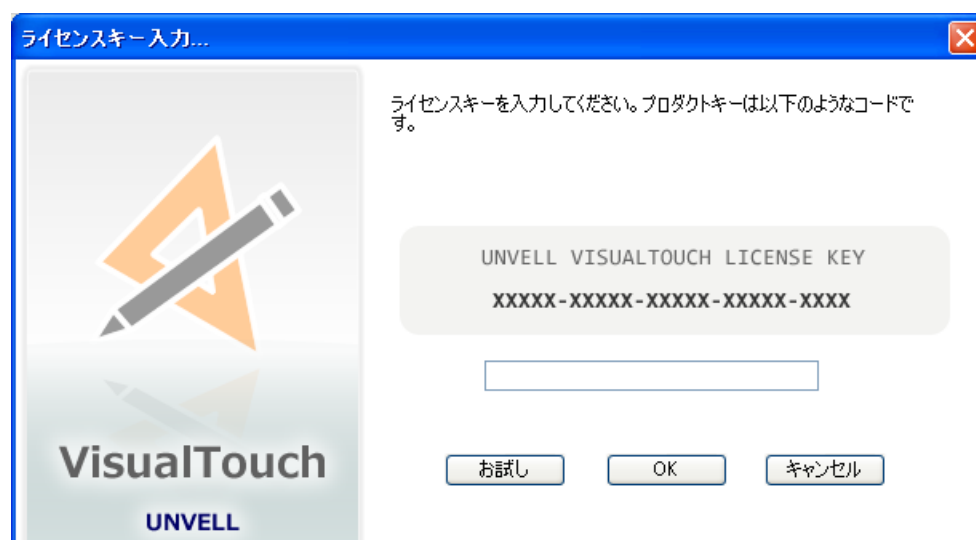 ライセンスキー入力...
ライセンスキーを入力してください。プロダクトキーは以下のようなコードで
す。
UNVELL VISUALTOUCH LICENSE KEY
XXXXX-XXXXX-XXXXX-XXXXX-XXXX
お試し OK キャンセル
VisualTouch
UNVELL